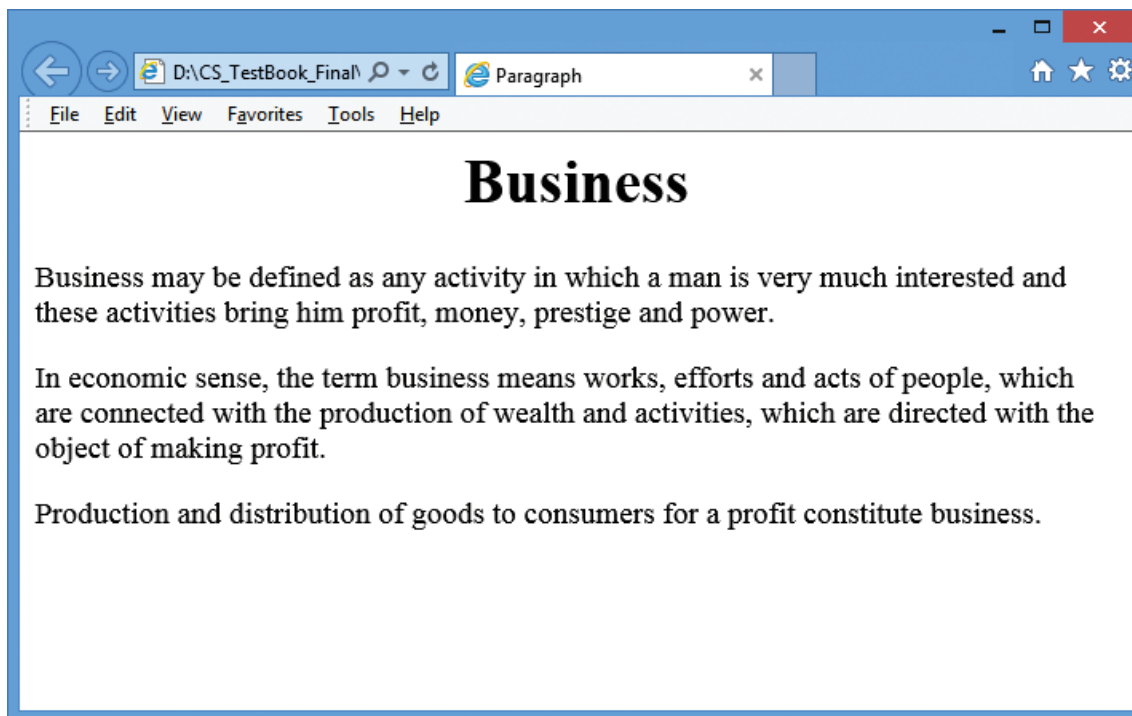 D:\CS_TestBook_Final\
Paragraph
File Edit View Favorites Tools Help
Business
Business may be defined as any activity in which a man is very much interested and
these activities bring him profit, money, prestige and power.
In economic sense, the term business means works, efforts and acts of people, which
are connected with the production of wealth and activities, which are directed with the
object of making profit.
Production and distribution of goods to consumers for a profit constitute business.